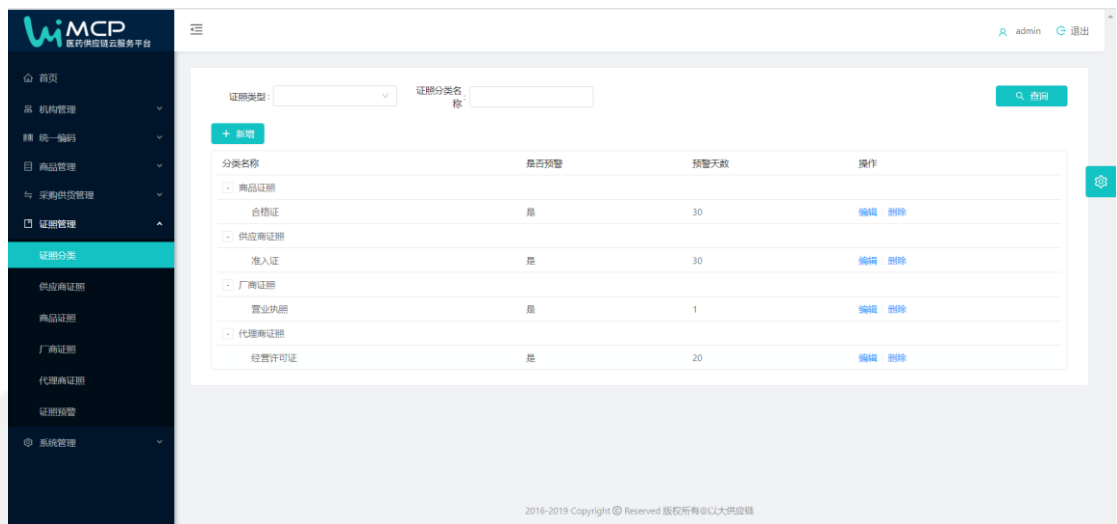 MCP
医药供应链云服务平台
admin 退出
首页
机构管理
统一编码
商品管理
采购供货管理
证照管理
证照分类
供应商证照
商品证照
厂商证照
代理商证照
证照预警
系统管理
证照类型:
证照分类名称:
查询
+ 新增
分类名称 是否预警 预警天数 操作
- 商品证照
合格证 是 30 编辑 删除
- 供应商证照
准入证 是 30 编辑 删除
- 厂商证照
营业执照 是 1 编辑 删除
- 代理商证照
经营许可证 是 20 编辑 删除
2016-2019 Copyright © Reserved 版权所有@以大供应链